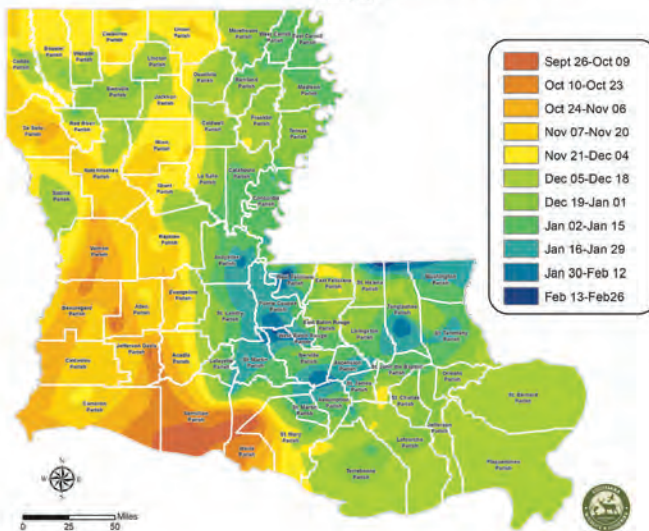 Caddo
Parish
Bossier
Parish
Webster
Parish
Claiborne
Parish
Union
Parish
Morehouse
Parish
West Carroll
Parish
East Carroll
Parish
Lincoln
Parish
Ouachita
Parish
Richland
Parish
Madison
Parish
Bienville
Parish
Jackson
Parish
De Soto
Parish
Red River
Parish
Caldwell
Parish
Franklin
Parish
Tensas
Parish
Winn
Parish
Natchitoches
Parish
Sabine
Parish
Grant
Parish
La Salle
Parish
Catahoula
Parish
Concordia
Parish
Vernon
Parish
Rapides
Parish
Avoyelles
Parish
West Feliciana
Parish
East Feliciana
Parish
St. Helena
Parish
Washington
Parish
Tangipahoa
Parish
Beauregard
Parish
Allen
Parish
Evangeline
Parish
St. Landry
Parish
Pointe Coupee
Parish
East Baton Rouge
Parish
West Baton Rouge
Parish
Livingston
Parish
St. Tammany
Parish
Calcasieu
Parish
Jefferson Davis
Parish
Acadia
Parish
Lafayette
Parish
St. Martin
Parish
Iberville
Parish
Ascension
Parish
St. John the Baptist
Parish
Orleans
Parish
St. Bernard
Parish
Cameron
Parish
Vermilion
Parish
Iberia
Parish
St. Mary
Parish
St. Martin
Parish
Assumption
Parish
St. James
Parish
St. Charles
Parish
Jefferson
Parish
Lafourche
Parish
Terrebonne
Parish
Plaquemines
Parish
Sept 26-Oct 09
Oct 10-Oct 23
Oct 24-Nov 06
Nov 07-Nov 20
Nov 21-Dec 04
Dec 05-Dec 18
Dec 19-Jan 01
Jan 02-Jan 15
Jan 16-Jan 29
Jan 30-Feb 12
Feb 13-Feb26
N
W
E
S
0
25
50
Miles